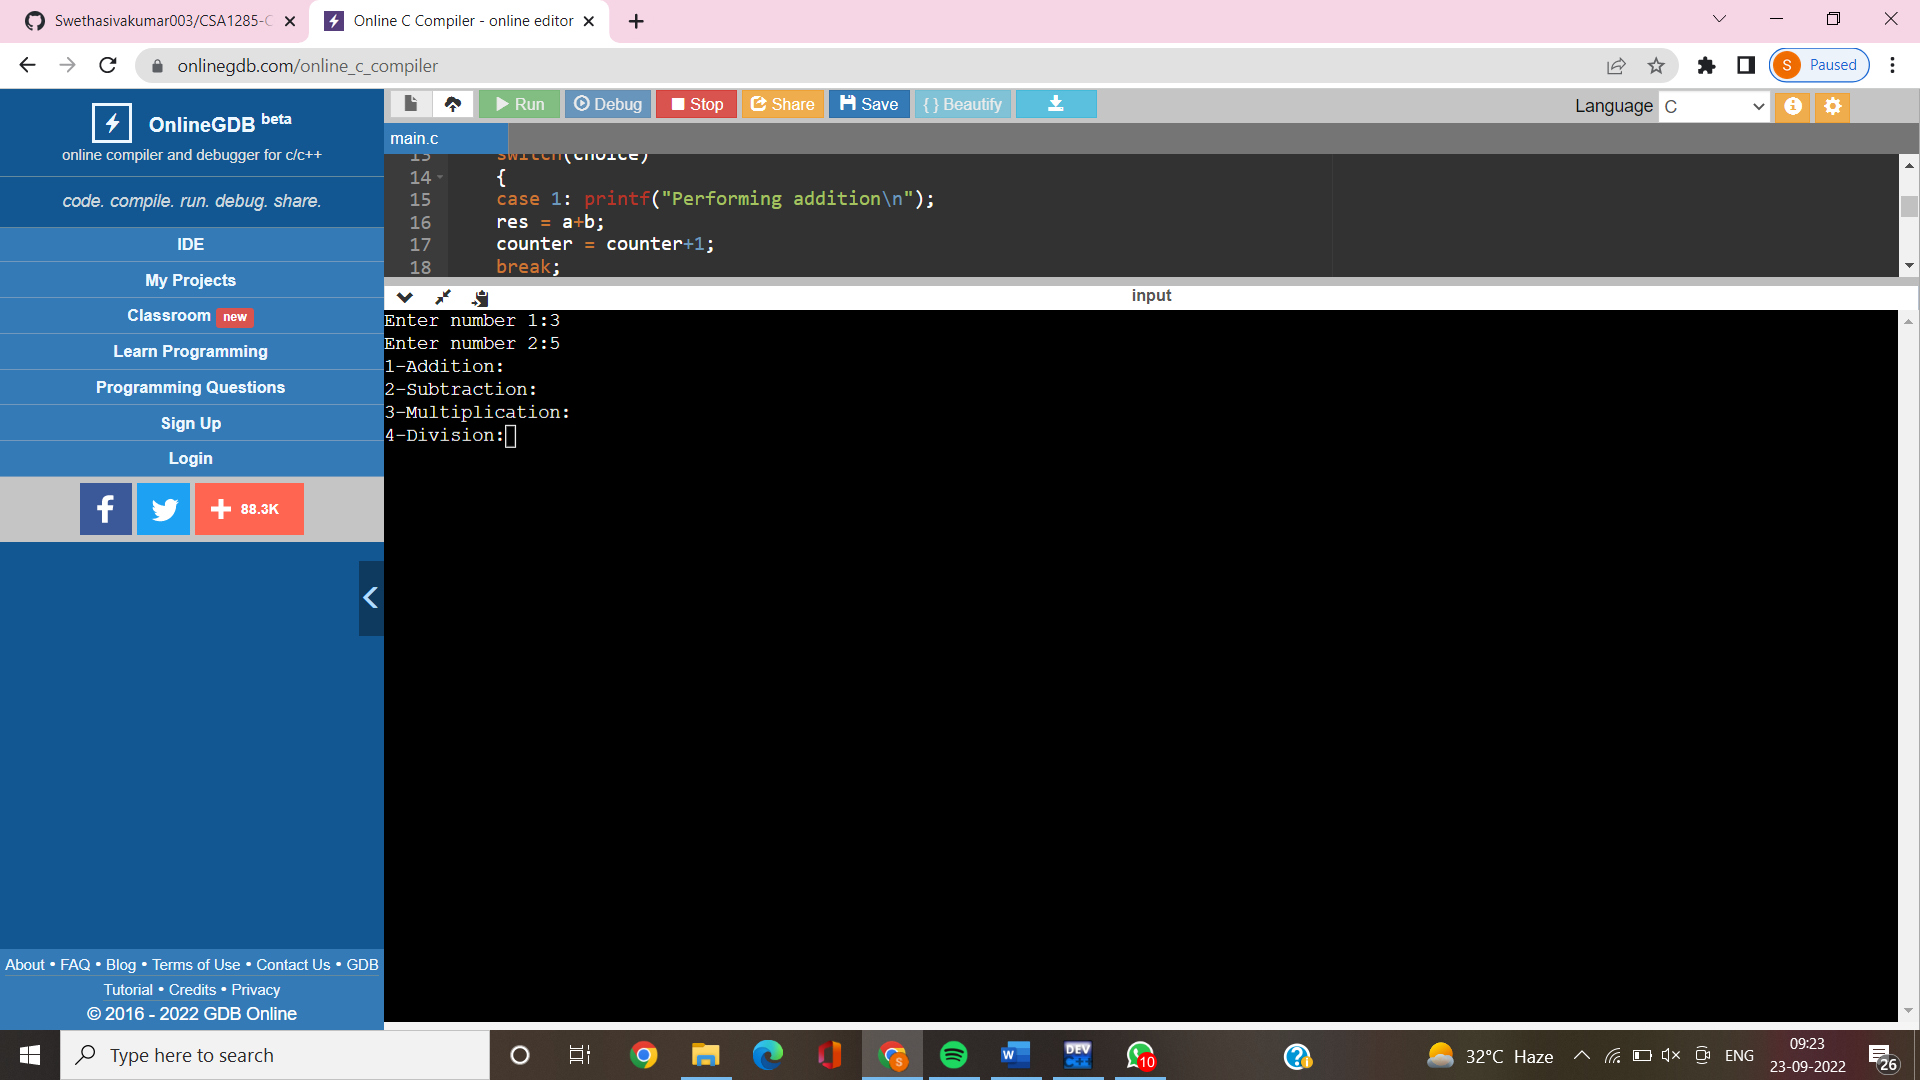 Swethasivakumar003/CSA1285-C
Online C Compiler - online editor
onlinegdb.com/online_c_compiler
S Paused
OnlineGDB beta
online compiler and debugger for c/c++
code. compile. run. debug. share.
IDE
My Projects
Classroom new
Learn Programming
Programming Questions
Sign Up
Login
88.3K
About • FAQ • Blog • Terms of Use • Contact Us • GDB
Tutorial • Credits • Privacy
© 2016 - 2022 GDB Online
Run Debug Stop Share Save { } Beautify
Language C
main.c
13 switch(choice)
14 {
15 case 1: printf("Performing addition\n");
16 res = a+b;
17 counter = counter+1;
18 break;
input
Enter number 1:3
Enter number 2:5
1-Addition:
2-Subtraction:
3-Multiplication:
4-Division:
Type here to search
S
W
DEV
C++
10
32°C Haze
ENG
09:23
23-09-2022
26